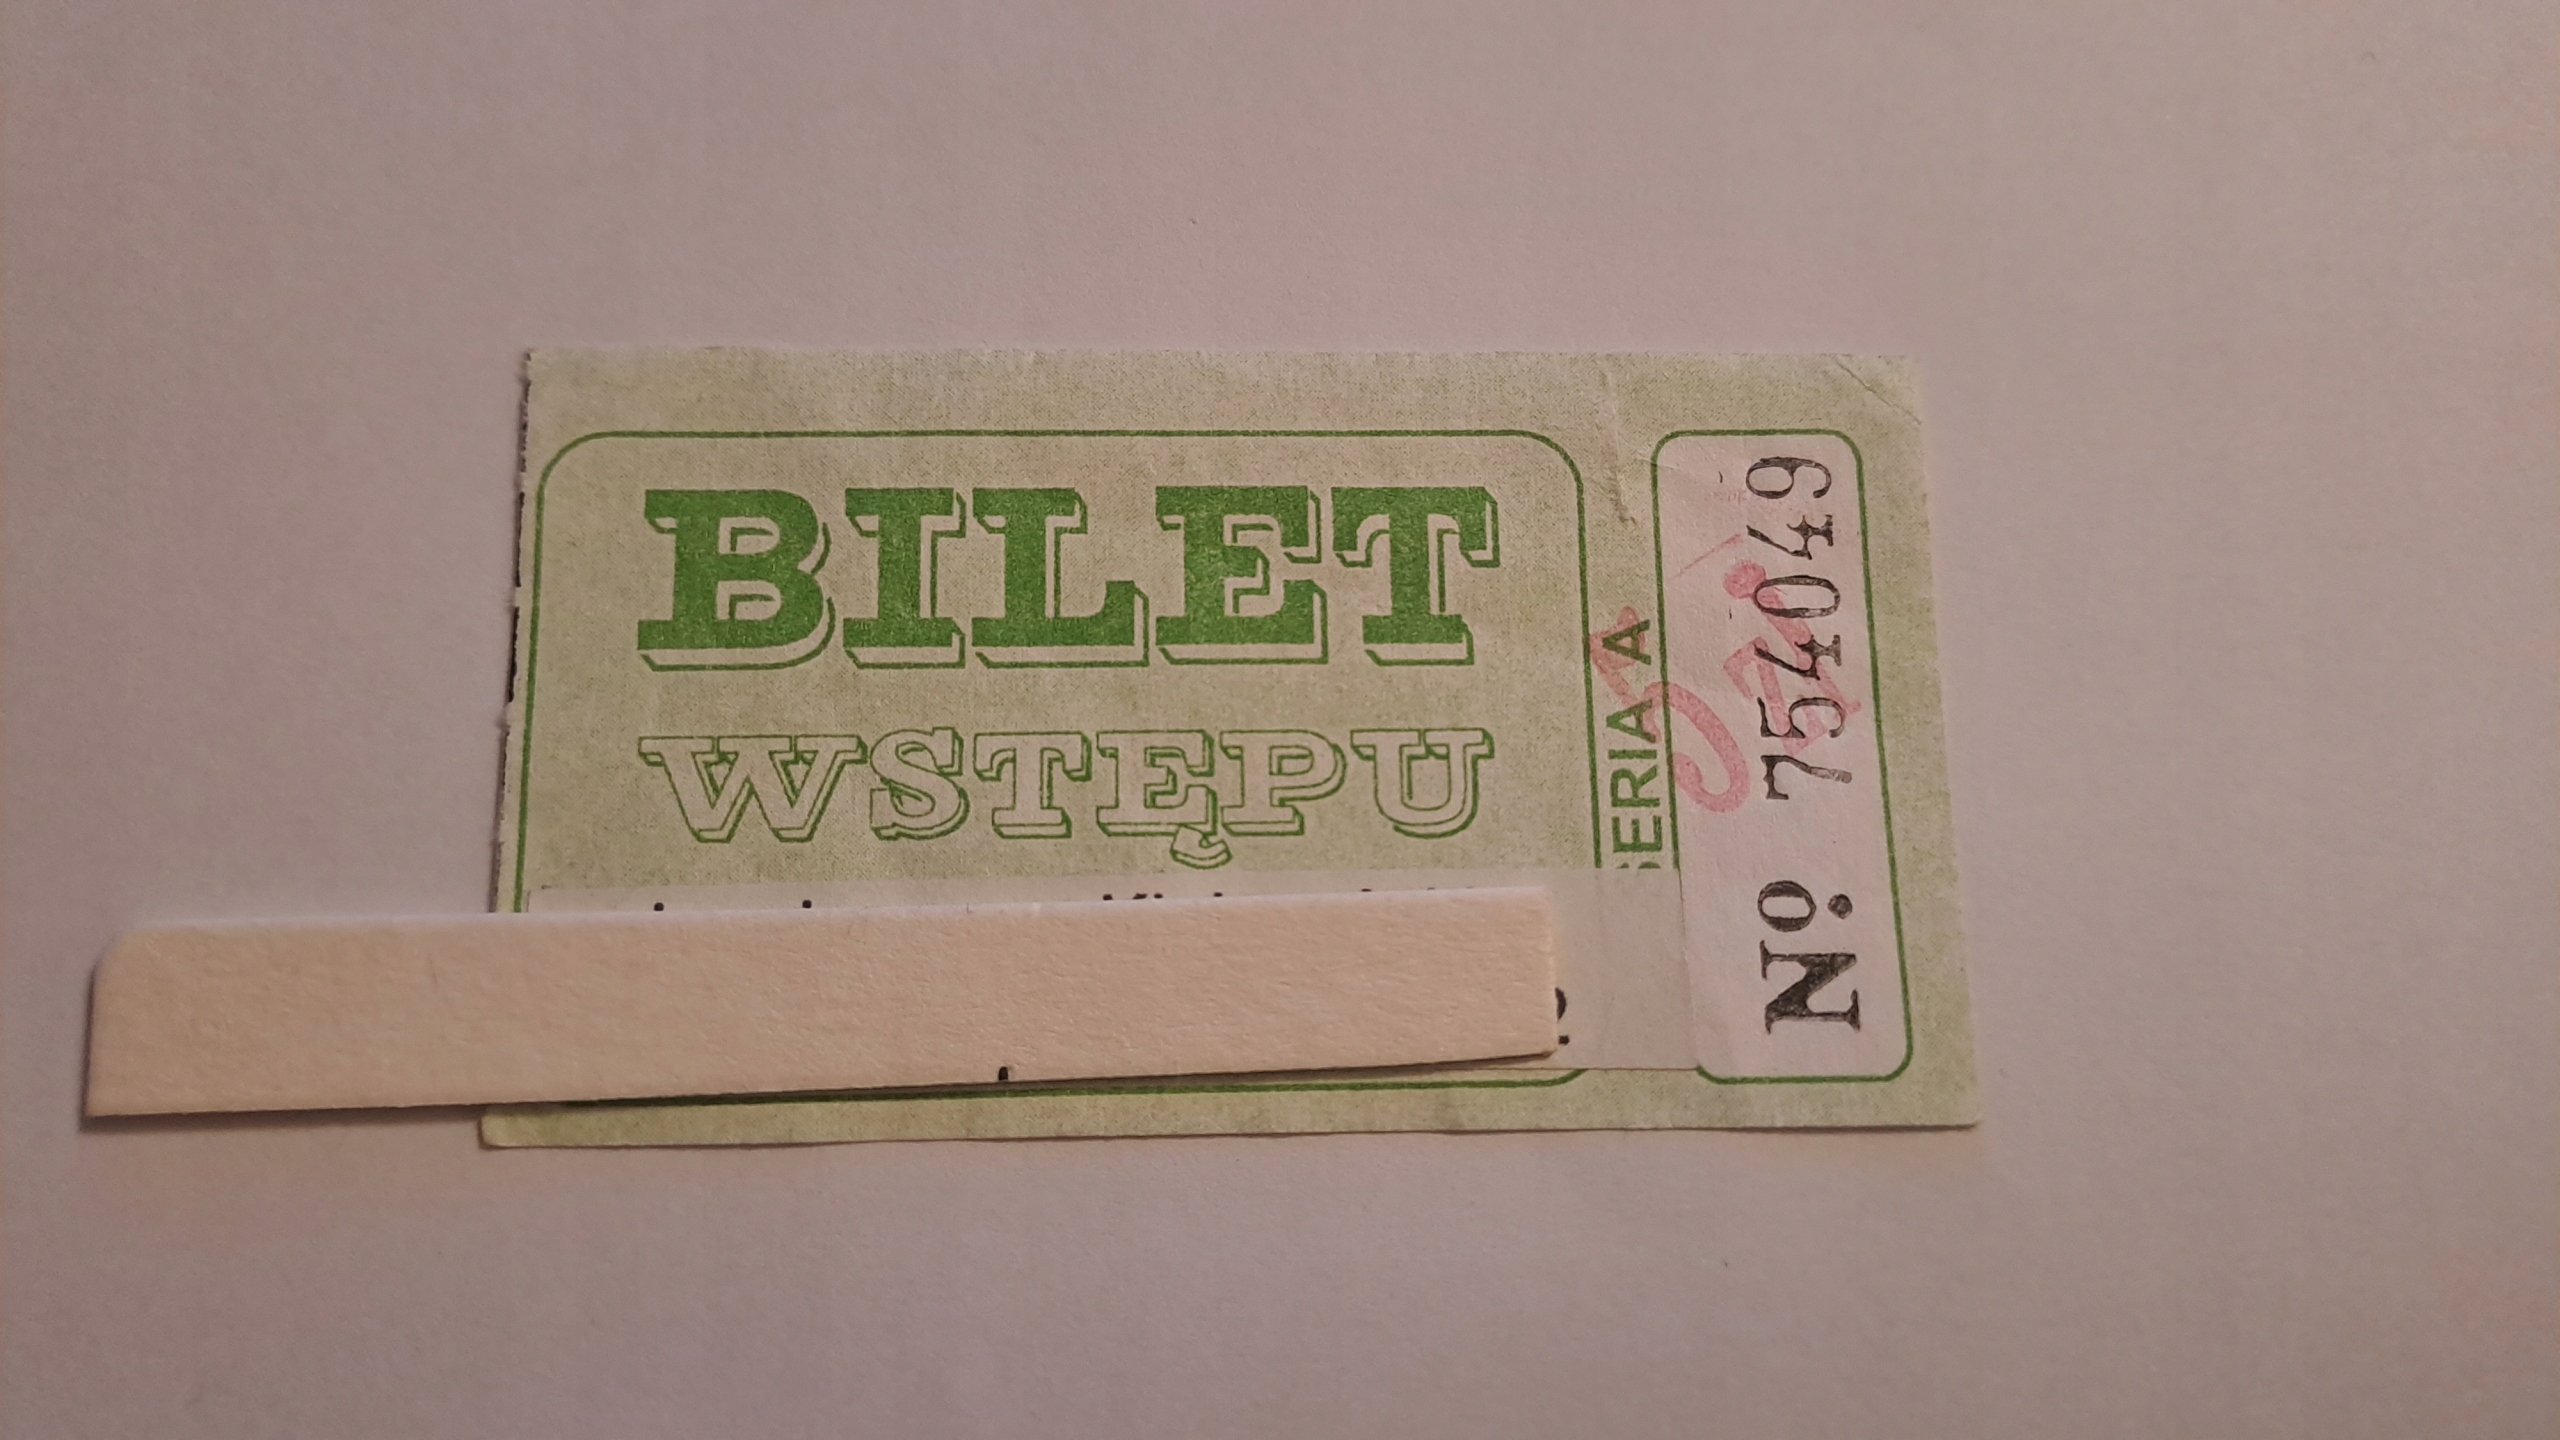 BILET
WSTĘPU
SERIA A
No. 754049